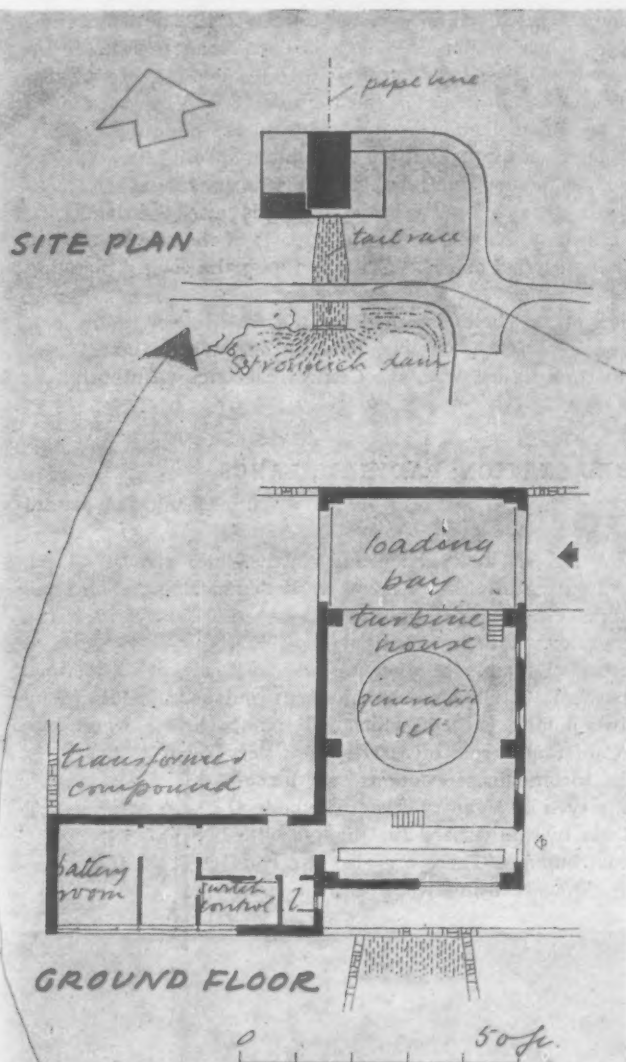 pipe line
SITE PLAN
tail race
dam
loading
bay
turbine
house
generating
set
transformer
compound
battery
room
switch
control
GROUND FLOOR
0
50 ft.